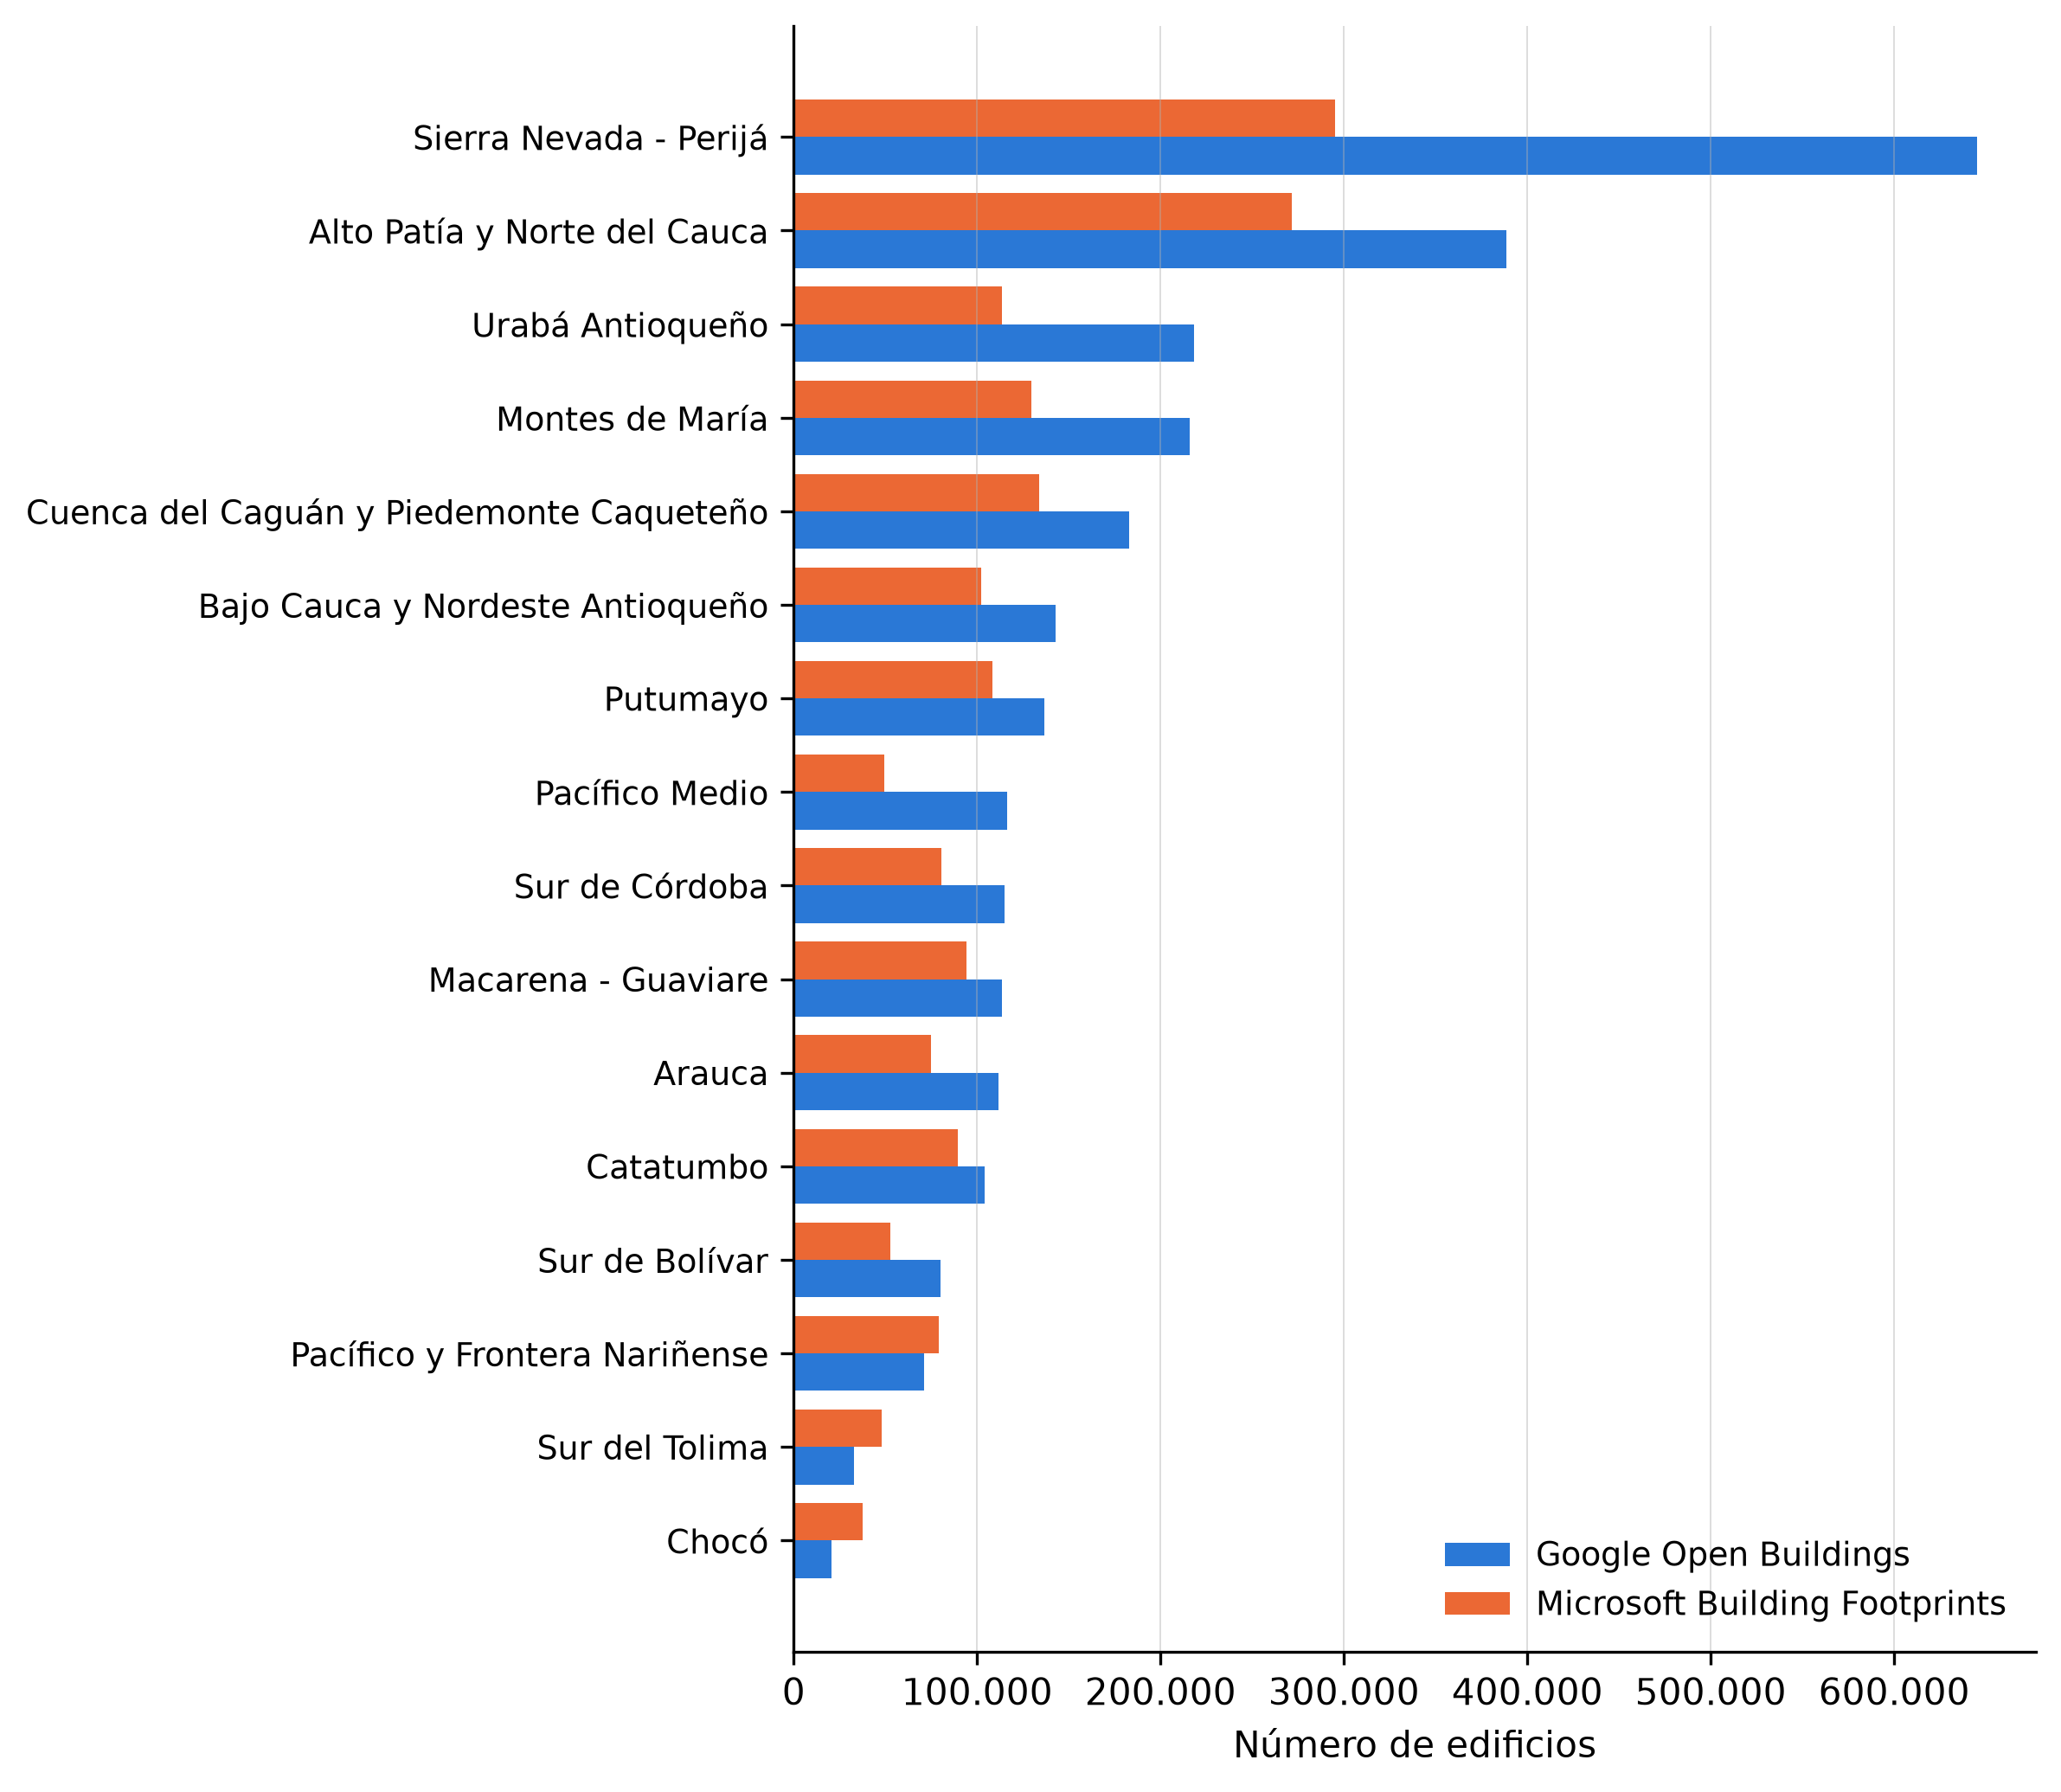 Sierra Nevada - Perijá
Alto Patía y Norte del Cauca
Urabá Antioqueño
Montes de María
Cuenca del Caguán y Piedemonte Caqueteño
Bajo Cauca y Nordeste Antioqueño
Putumayo
Pacífico Medio
Sur de Córdoba
Macarena - Guaviare
Arauca
Catatumbo
Sur de Bolívar
Pacífico y Frontera Nariñense
Sur del Tolima
Chocó
Google Open Buildings
Microsoft Building Footprints
0 100.000 200.000 300.000 400.000 500.000 600.000
Número de edificios